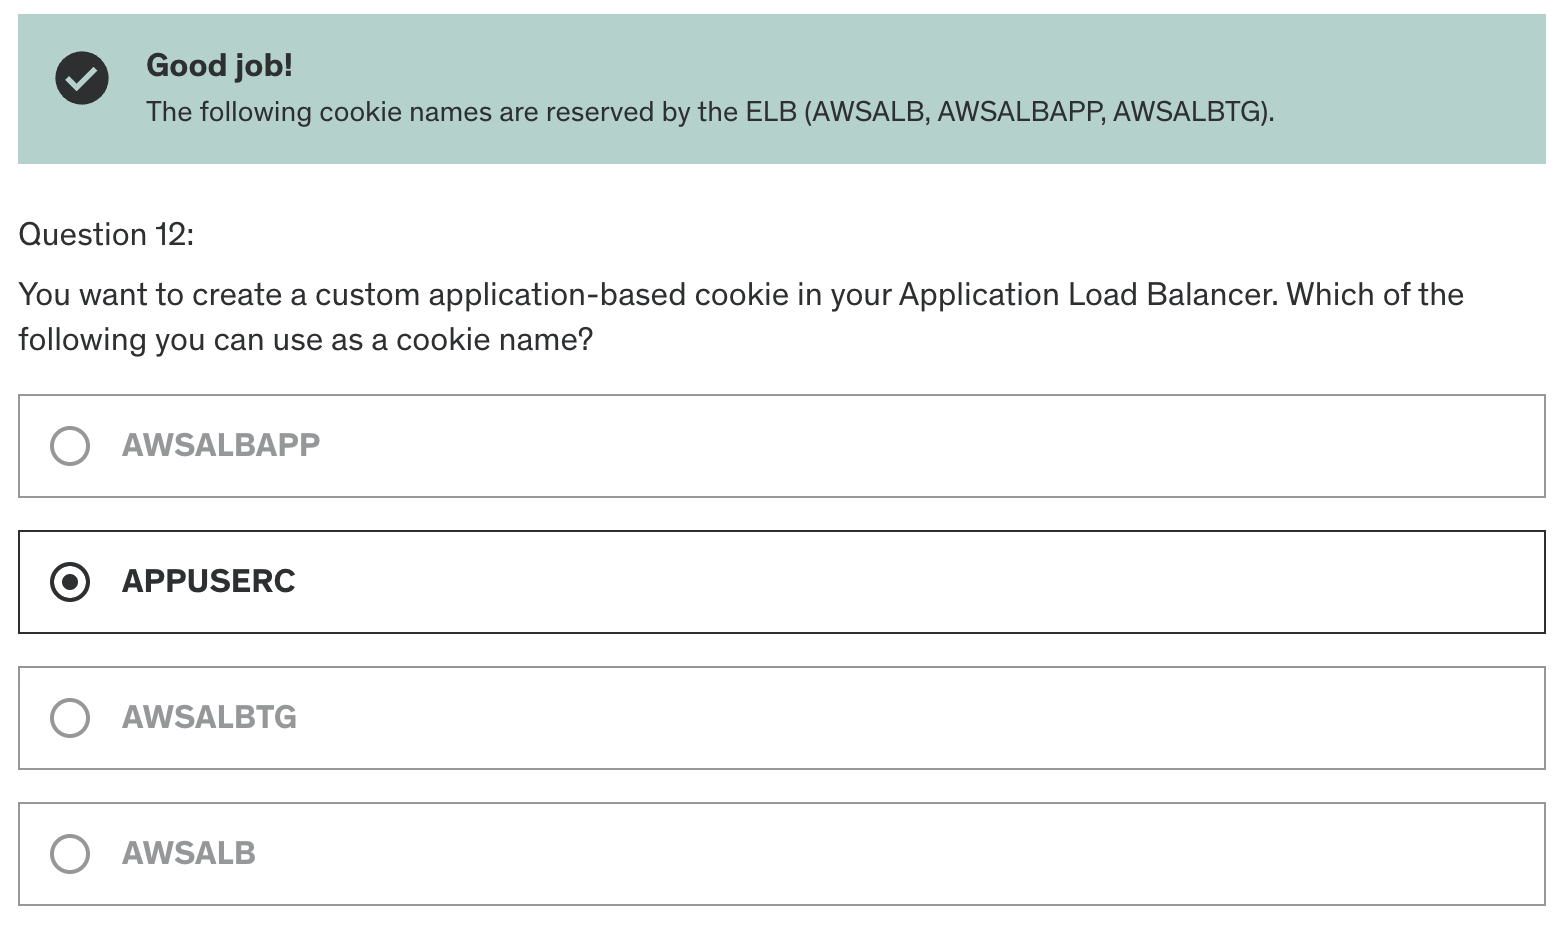 Good job!
The following cookie names are reserved by the ELB (AWSALB, AWSALBAPP, AWSALBTG).
Question 12:
You want to create a custom application-based cookie in your Application Load Balancer. Which of the
following you can use as a cookie name?
AWSALBAPP
APPUSERC
AWSALBTG
AWSALB